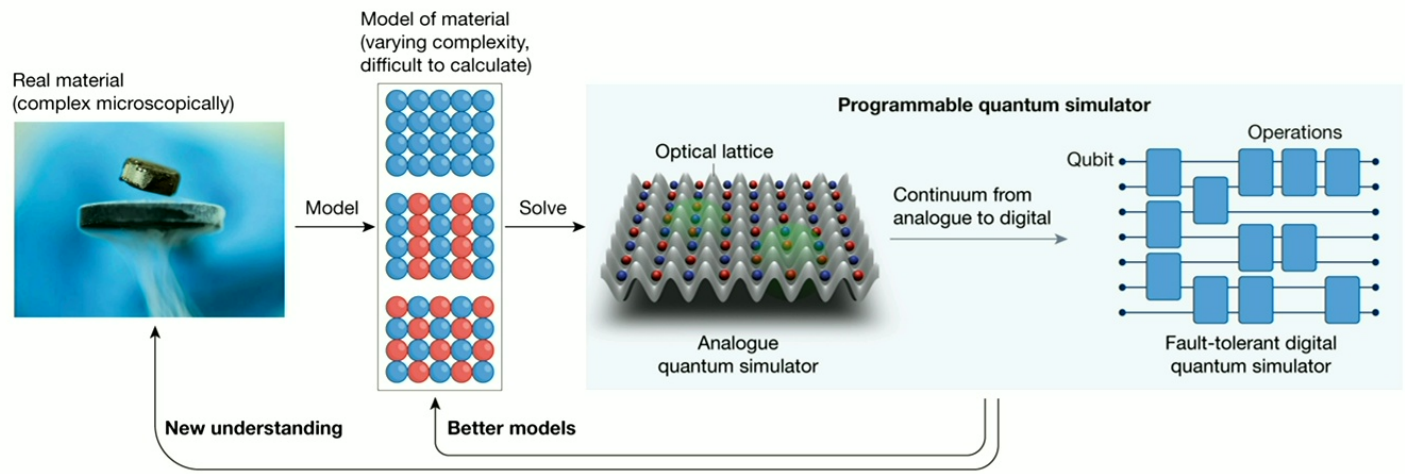 Real material
(complex microscopically)
Model
Model of material
(varying complexity,
difficult to calculate)
Solve
Programmable quantum simulator
Optical lattice
Analogue
quantum simulator
Continuum from
analogue to digital
Operations
Qubit
Fault-tolerant digital
quantum simulator
New understanding
Better models